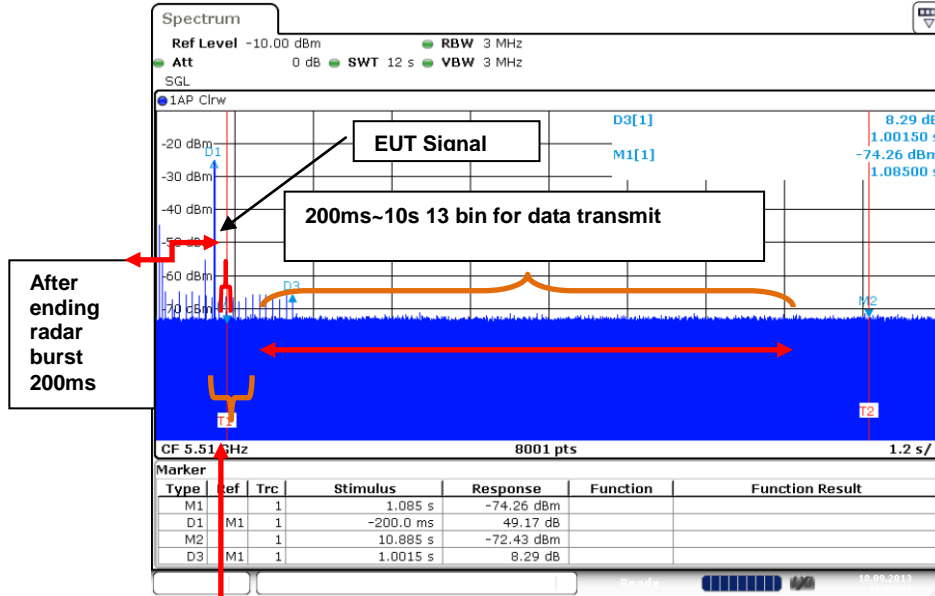 Spectrum
Ref Level -10.00 dBm RBW 3 MHz
Att 0 dB SWT 12 s VBW 3 MHz
SGL
1AP Clrw
D3[1] 8.29 dB
1.00150 s
M1[1] -74.26 dBm
1.08500 s
-20 dBm
D1
EUT Signal
-30 dBm
-40 dBm
200ms~10s 13 bin for data transmit
-50 dBm
After
ending
radar
burst
200ms
-60 dBm
D3
M2
-70 dBm
T1
T2
CF 5.51 GHz 8001 pts 1.2 s/
Marker
Type Ref Trc Stimulus Response Function Function Result
M1 1 1.085 s -74.26 dBm
D1 M1 1 -200.0 ms 49.17 dB
M2 1 10.885 s -72.43 dBm
D3 M1 1 1.0015 s 8.29 dB
Ready 18.09.2013